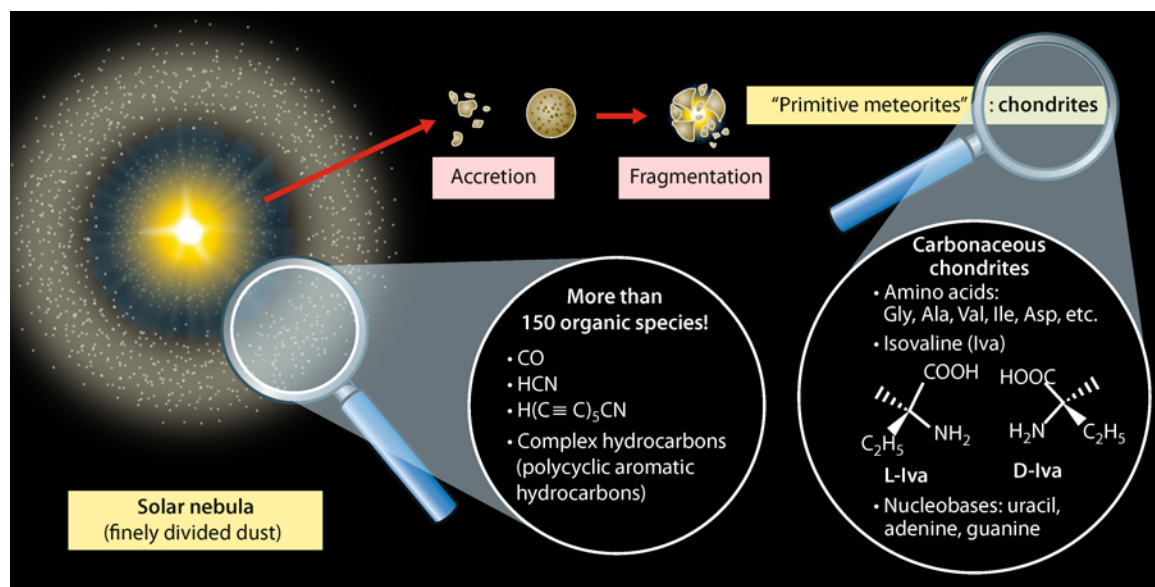 "Primitive meteorites" : chondrites
Accretion
Fragmentation
Solar nebula
(finely divided dust)
More than
150 organic species!
• CO
• HCN
• H(C≡C)₅CN
• Complex hydrocarbons
(polycyclic aromatic
hydrocarbons)
Carbonaceous
chondrites
• Amino acids:
Gly, Ala, Val, Ile, Asp, etc.
• Isovaline (Iva)
COOH
C₂H₅
NH₂
L-Iva
HOOC
H₂N
C₂H₅
D-Iva
• Nucleobases: uracil,
adenine, guanine